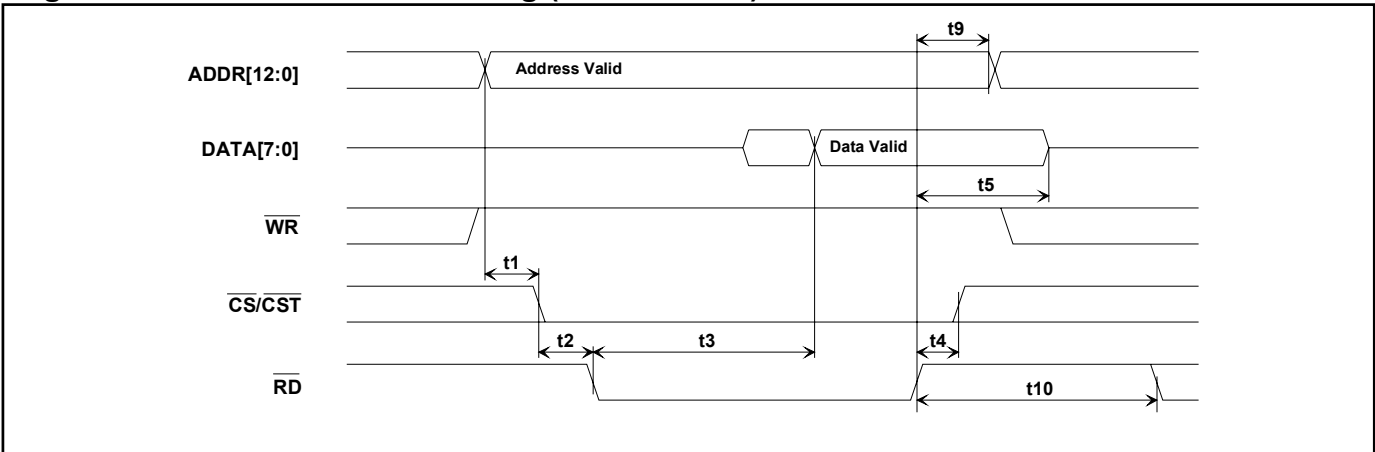 t9
ADDR[12:0] Address Valid
DATA[7:0] Data Valid
t5
WR
t1
CS/CST
t2 t3 t4
RD
t10